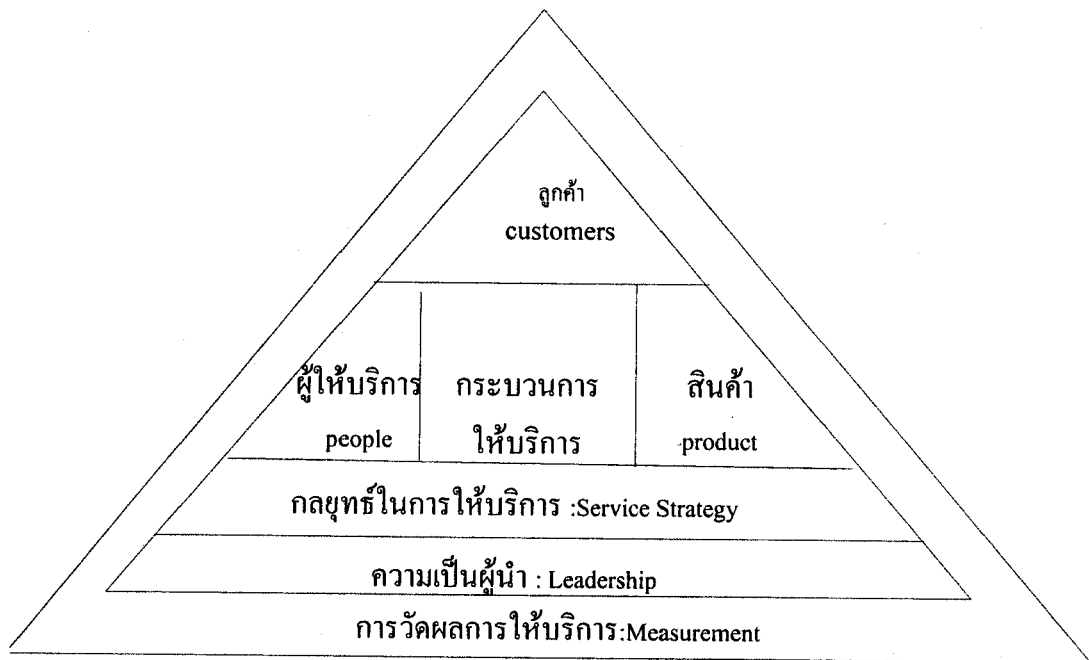 ลูกค้า
customers
ผู้ให้บริการ
people
กระบวนการ
ให้บริการ
สินค้า
product
กลยุทธ์ในการให้บริการ :Service Strategy
ความเป็นผู้นำ : Leadership
การวัดผลการให้บริการ:Measurement